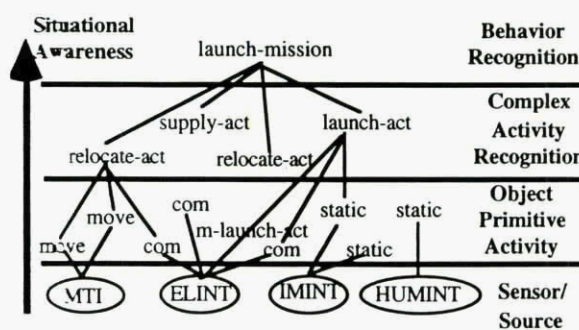 Situational
Awareness
launch-mission
Behavior
Recognition
supply-act
launch-act
relocate-act
relocate-act
Complex
Activity
Recognition
com
move
static
static
m-launch-act
move
com
com
static
Object
Primitive
Activity
MTI
ELINT
IMINT
HUMINT
Sensor/
Source